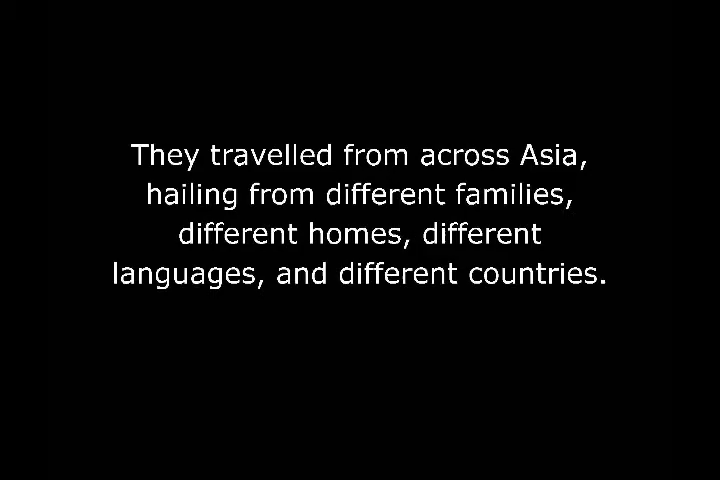 They travelled from across Asia,
hailing from different families,
different homes, different
languages, and different countries.